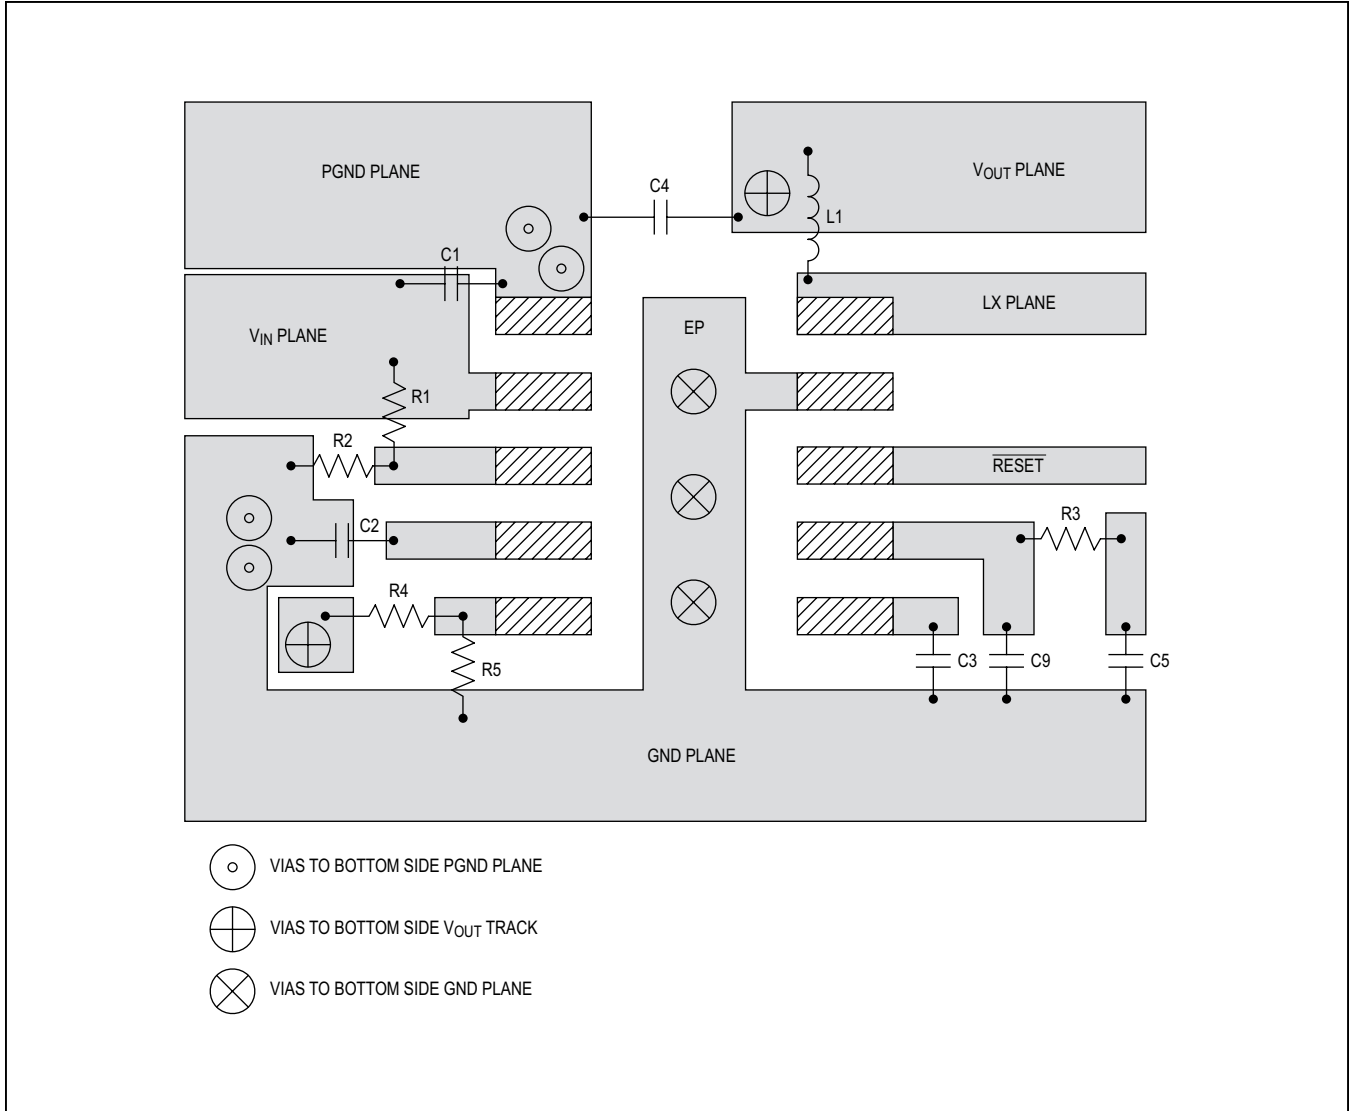 PGND PLANE
VOUT PLANE
C4
L1
C1
LX PLANE
EP
VIN PLANE
R1
R2
RESET
R3
C2
R4
R5
C3
C9
C5
GND PLANE
VIAS TO BOTTOM SIDE PGND PLANE
VIAS TO BOTTOM SIDE VOUT TRACK
VIAS TO BOTTOM SIDE GND PLANE